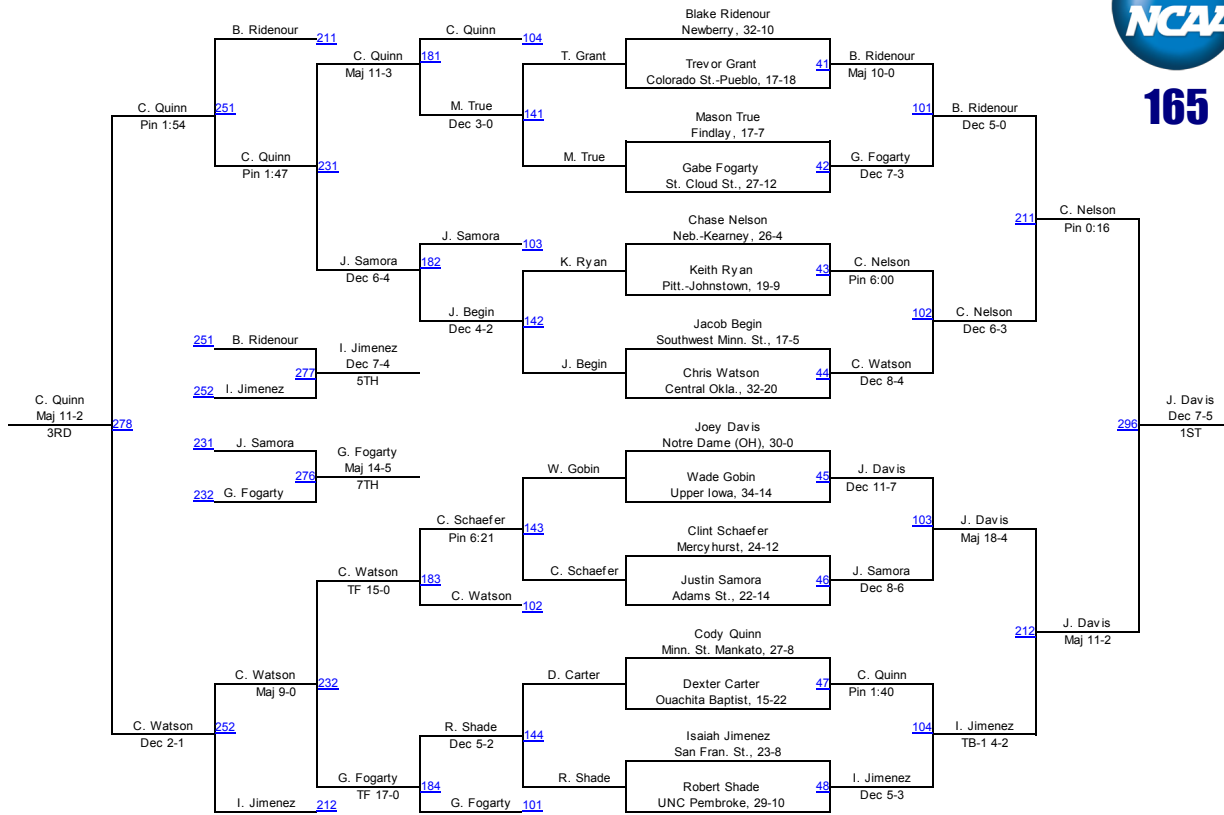 NCAA
165
Blake Ridenour
Newberry, 32-10
Trevor Grant
Colorado St.-Pueblo, 17-18
41
Mason True
Findlay, 17-7
Gabe Fogarty
St. Cloud St., 27-12
42
Chase Nelson
Neb.-Kearney, 26-4
Keith Ryan
Pitt.-Johnstown, 19-9
43
Jacob Begin
Southwest Minn. St., 17-5
Chris Watson
Central Okla., 32-20
44
Joey Davis
Notre Dame (OH), 30-0
Wade Gobin
Upper Iowa, 34-14
45
Clint Schaefer
Mercyhurst, 24-12
Justin Samora
Adams St., 22-14
46
Cody Quinn
Minn. St. Mankato, 27-8
Dexter Carter
Ouachita Baptist, 15-22
47
Isaiah Jimenez
San Fran. St., 23-8
Robert Shade
UNC Pembroke, 29-10
48
B. Ridenour
Maj 10-0
101
G. Fogarty
Dec 7-3
C. Nelson
Pin 6:00
102
C. Watson
Dec 8-4
J. Davis
Dec 11-7
103
J. Samora
Dec 8-6
C. Quinn
Pin 1:40
104
I. Jimenez
Dec 5-3
B. Ridenour
Dec 5-0
211
C. Nelson
Dec 6-3
J. Davis
Maj 18-4
212
I. Jimenez
TB-1 4-2
C. Nelson
Pin 0:16
296
J. Davis
Maj 11-2
J. Davis
Dec 7-5
1ST
T. Grant
141
M. True
K. Ryan
142
J. Begin
W. Gobin
143
C. Schaefer
D. Carter
144
R. Shade
C. Quinn
104
181
M. True
Dec 3-0
J. Samora
103
182
J. Begin
Dec 4-2
C. Schaefer
Pin 6:21
183
C. Watson
102
R. Shade
Dec 5-2
184
G. Fogarty
101
C. Quinn
Maj 11-3
231
J. Samora
Dec 6-4
C. Watson
TF 15-0
232
G. Fogarty
TF 17-0
B. Ridenour
211
251
C. Quinn
Pin 1:47
C. Watson
Maj 9-0
252
I. Jimenez
212
C. Quinn
Pin 1:54
278
C. Watson
Dec 2-1
C. Quinn
Maj 11-2
3RD
251
B. Ridenour
277
252
I. Jimenez
I. Jimenez
Dec 7-4
5TH
231
J. Samora
276
232
G. Fogarty
G. Fogarty
Maj 14-5
7TH